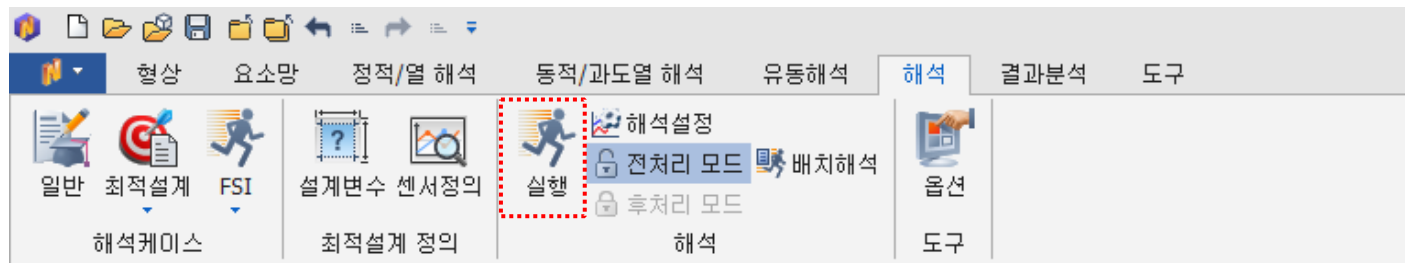 형상 요소망 정적/열 해석 동적/과도열 해석 유동해석 해석 결과분석 도구
일반 최적설계 FSI
해석케이스
?
설계변수 센서정의
최적설계 정의
실행
해석설정
전처리 모드
후처리 모드
배치해석
해석
옵션
도구